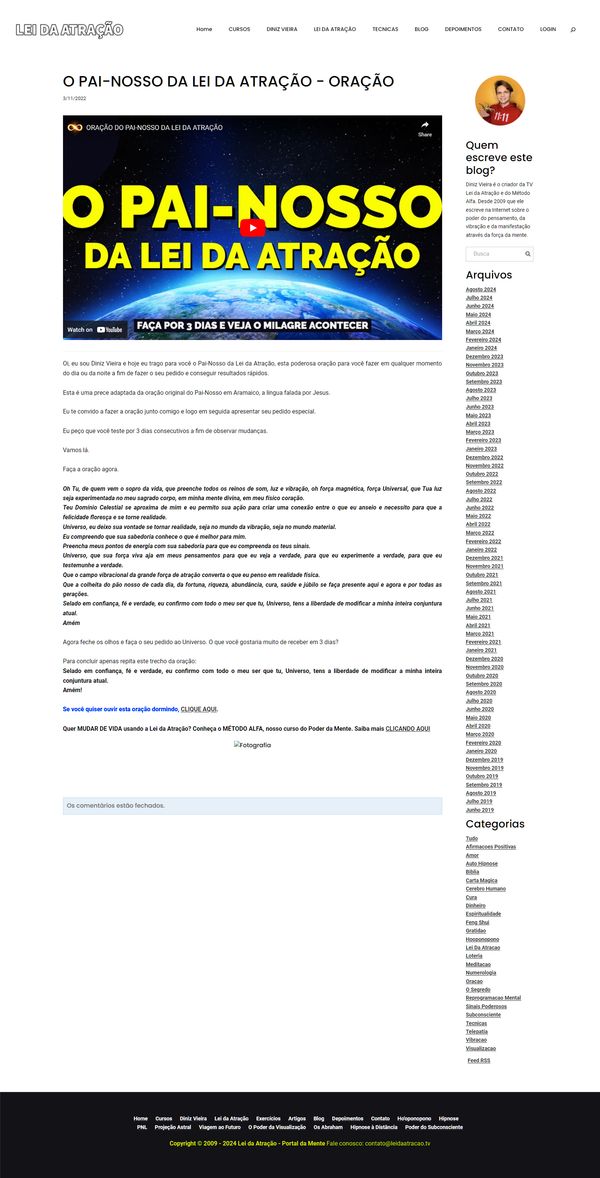 LEI DA ATRAÇÃO
Home CURSOS DINIZ VIEIRA LEI DA ATRAÇÃO TECNICAS BLOG DEPOIMENTOS CONTATO LOGIN
O PAI-NOSSO DA LEI DA ATRAÇÃO - ORAÇÃO
3/11/2022
ORAÇÃO DO PAI-NOSSO DA LEI DA ATRAÇÃO
Share
O PAI-NOSSO
DA LEI DA ATRAÇÃO
FAÇA POR 3 DIAS E VEJA O MILAGRE ACONTECER
Watch on YouTube
Oi, eu sou Diniz Vieira e hoje eu trago para você o Pai-Nosso da Lei da Atração, esta poderosa oração para você fazer em qualquer momento
do dia ou da noite a fim de fazer o seu pedido e conseguir resultados rápidos.
Esta é uma prece adaptada da oração original do Pai-Nosso em Aramaico, a língua falada por Jesus.
Eu te convido a fazer a oração junto comigo e logo em seguida apresentar seu pedido especial.
Eu peço que você teste por 3 dias consecutivos a fim de observar mudanças.
Vamos lá.
Faça a oração agora.
Oh Tu, de quem vem o sopro da vida, que preenche todos os reinos de som, luz e vibração, oh força magnética, força Universal, que Tua luz
seja experimentada no meu sagrado corpo, em minha mente divina, em meu físico coração.
Teu Domínio Celestial se aproxima de mim e eu permito sua ação para criar uma conexão entre o que eu anseio e necessito para que a
felicidade floresça e se torne realidade.
Universo, eu deixo sua vontade se tornar realidade, seja no mundo da vibração, seja no mundo material.
Eu compreendo que sua sabedoria conhece o que é melhor para mim.
Preencha meus pontos de energia com sua sabedoria para que eu compreenda os teus sinais.
Universo, que sua força viva aja em meus pensamentos para que eu veja a verdade, para que eu experimente a verdade, para que eu
testemunhe a verdade.
Que o campo vibracional da grande força de atração converta o que eu penso em realidade física.
Que a colheita do pão nosso de cada dia, da fortuna, riqueza, abundância, cura, saúde e júbilo se faça presente aqui e agora e por todas as
gerações.
Selado em confiança, fé e verdade, eu confirmo com todo o meu ser que tu, Universo, tens a liberdade de modificar a minha inteira conjuntura
atual.
Amém
Agora feche os olhos e faça o seu pedido ao Universo. O que você gostaria muito de receber em 3 dias?
Para concluir apenas repita este trecho da oração:
Selado em confiança, fé e verdade, eu confirmo com todo o meu ser que tu, Universo, tens a liberdade de modificar a minha inteira
conjuntura atual.
Amém!
Se você quiser ouvir esta oração dormindo, CLIQUE AQUI.
Quer MUDAR DE VIDA usando a Lei da Atração? Conheça o MÉTODO ALFA, nosso curso do Poder da Mente. Saiba mais CLICANDO AQUI
Fotografia
Os comentários estão fechados.
11:11
Quem
escreve este
blog?
Diniz Vieira é o criador da TV
Lei da Atração e do Método
Alfa. Desde 2009 que ele
escreve na Internet sobre o
poder do pensamento, da
vibração e da manifestação
através da força da mente.
Busca
Arquivos
Agosto 2024
Julho 2024
Junho 2024
Maio 2024
Abril 2024
Março 2024
Fevereiro 2024
Janeiro 2024
Dezembro 2023
Novembro 2023
Outubro 2023
Setembro 2023
Agosto 2023
Julho 2023
Junho 2023
Maio 2023
Abril 2023
Março 2023
Fevereiro 2023
Janeiro 2023
Dezembro 2022
Novembro 2022
Outubro 2022
Setembro 2022
Agosto 2022
Julho 2022
Junho 2022
Maio 2022
Abril 2022
Março 2022
Fevereiro 2022
Janeiro 2022
Dezembro 2021
Novembro 2021
Outubro 2021
Setembro 2021
Agosto 2021
Julho 2021
Junho 2021
Maio 2021
Abril 2021
Março 2021
Fevereiro 2021
Janeiro 2021
Dezembro 2020
Novembro 2020
Outubro 2020
Setembro 2020
Agosto 2020
Julho 2020
Junho 2020
Maio 2020
Abril 2020
Março 2020
Fevereiro 2020
Janeiro 2020
Dezembro 2019
Novembro 2019
Outubro 2019
Setembro 2019
Agosto 2019
Julho 2019
Junho 2019
Categorias
Tudo
Afirmacoes Positivas
Amor
Auto Hipnose
Biblia
Carta Magica
Cerebro Humano
Cura
Dinheiro
Espiritualidade
Feng Shui
Gratidao
Hooponopono
Lei Da Atracao
Loteria
Meditacao
Numerologia
Oracao
O Segredo
Reprogramacao Mental
Sinais Poderosos
Subconsciente
Tecnicas
Telepatia
Vibracao
Visualizacao
Feed RSS
Home Cursos Diniz Vieira Lei da Atração Exercícios Artigos Blog Depoimentos Contato Ho'oponopono Hipnose
PNL Projeção Astral Viagem ao Futuro O Poder da Visualização Os Abraham Hipnose à Distância Poder do Subconsciente
Copyright © 2009 - 2024 Lei da Atração - Portal da Mente Fale conosco: contato@leidaatracao.tv